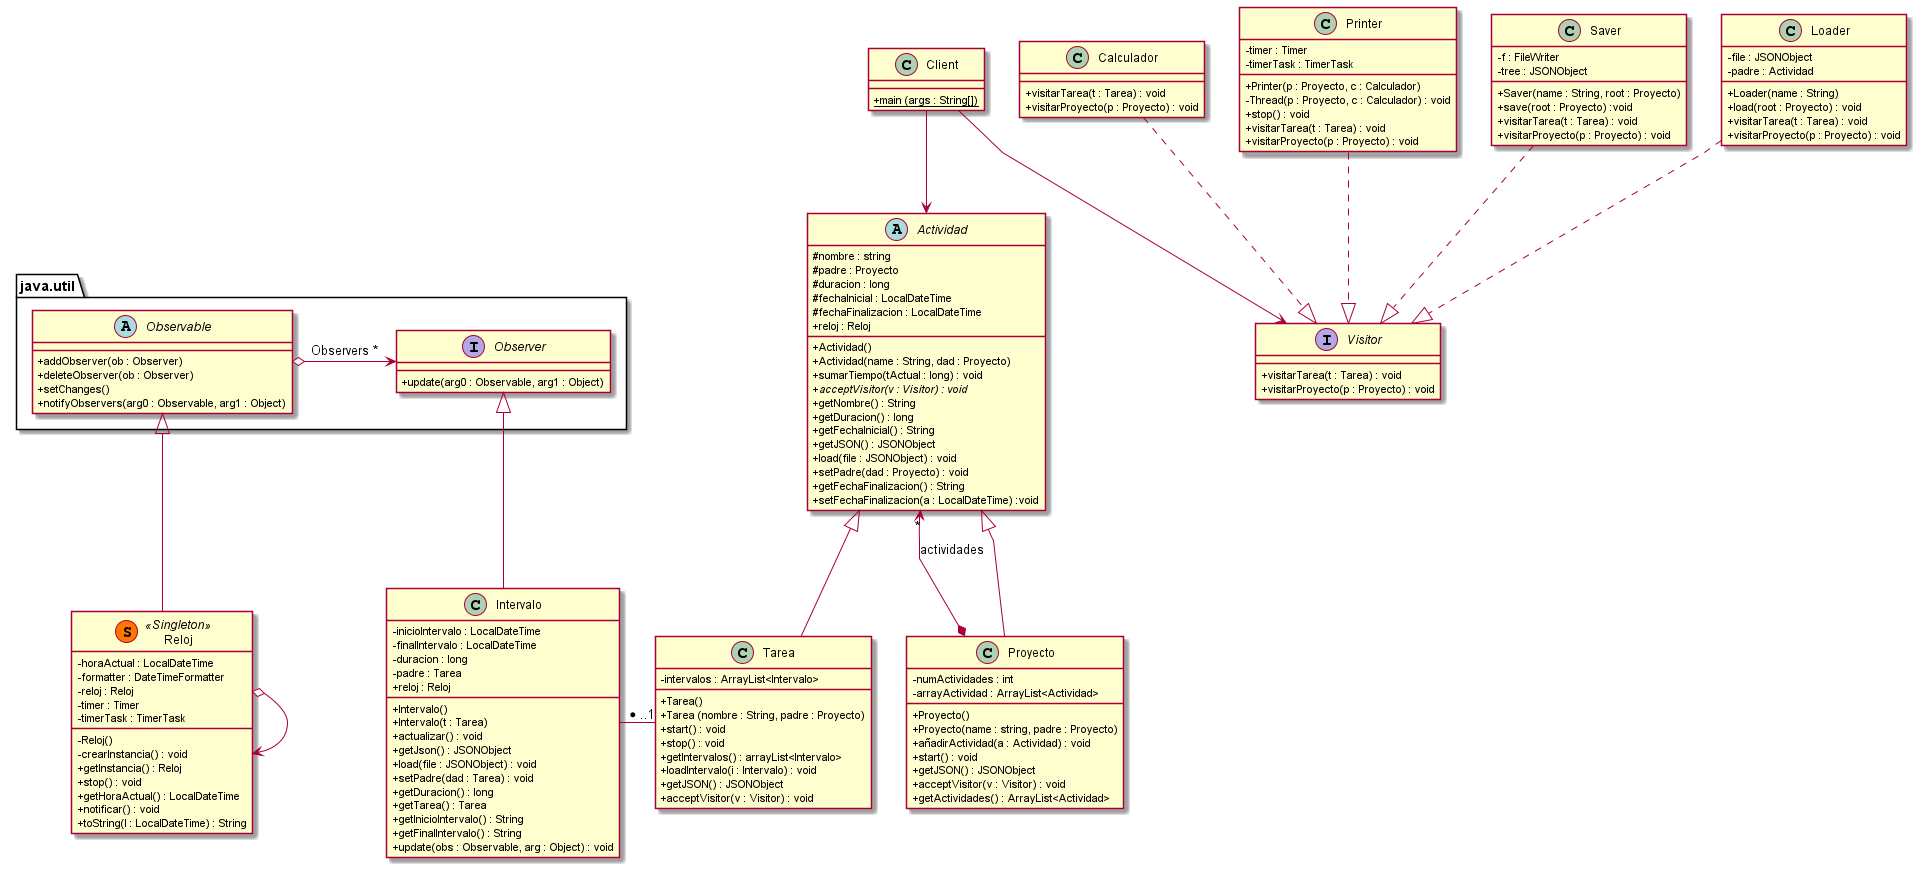 Client
+main (args : String[])
Calculador
+visitarTarea(t : Tarea) : void
+visitarProyecto(p : Proyecto) : void
Printer
-timer : Timer
-timerTask : TimerTask
+Printer(p : Proyecto, c : Calculador)
-Thread(p : Proyecto, c : Calculador) : void
+stop() : void
+visitarTarea(t : Tarea) : void
+visitarProyecto(p : Proyecto) : void
Saver
-f : FileWriter
-tree : JSONObject
+Saver(name : String, root : Proyecto)
+save(root : Proyecto) :void
+visitarTarea(t : Tarea) : void
+visitarProyecto(p : Proyecto) : void
Loader
-file : JSONObject
-padre : Actividad
+Loader(name : String)
+load(root : Proyecto) : void
+visitarTarea(t : Tarea) : void
+visitarProyecto(p : Proyecto) : void
A
Actividad
#nombre : string
#padre : Proyecto
#duracion : long
#fechaInicial : LocalDateTime
#fechaFinalizacion : LocalDateTime
+reloj : Reloj
+Actividad()
+Actividad(name : String, dad : Proyecto)
+sumarTiempo(tActual : long) : void
+acceptVisitor(v : Visitor) : void
+getNombre() : String
+getDuracion() : long
+getFechaInicial() : String
+getJSON() : JSONObject
+load(file : JSONObject) : void
+setPadre(dad : Proyecto) : void
+getFechaFinalizacion() : String
+setFechaFinalizacion(a : LocalDateTime) :void
java.util
A
Observable
+addObserver(ob : Observer)
+deleteObserver(ob : Observer)
+setChanges()
+notifyObservers(arg0 : Observable, arg1 : Object)
Observers *
I
Observer
+update(arg0 : Observable, arg1 : Object)
I
Visitor
+visitarTarea(t : Tarea) : void
+visitarProyecto(p : Proyecto) : void
*
actividades
S
«Singleton»
Reloj
-horaActual : LocalDateTime
-formatter : DateTimeFormatter
-reloj : Reloj
-timer : Timer
-timerTask : TimerTask
-Reloj()
-crearInstancia() : void
+getInstancia() : Reloj
+stop() : void
+getHoraActual() : LocalDateTime
+notificar() : void
+toString(l : LocalDateTime) : String
C
Intervalo
-inicioIntervalo : LocalDateTime
-finalIntervalo : LocalDateTime
-duracion : long
-padre : Tarea
+reloj : Reloj
+Intervalo()
+Intervalo(t : Tarea)
+actualizar() : void
+getJson() : JSONObject
+load(file : JSONObject) : void
+setPadre(dad : Tarea) : void
+getDuracion() : long
+getTarea() : Tarea
+getInicioIntervalo() : String
+getFinalIntervalo() : String
+update(obs : Observable, arg : Object) : void
..1
C
Tarea
-intervalos : ArrayList<Intervalo>
+Tarea()
+Tarea (nombre : String, padre : Proyecto)
+start() : void
+stop() : void
+getIntervalos() : arrayList<Intervalo>
+loadIntervalo(i : Intervalo) : void
+getJSON() : JSONObject
+acceptVisitor(v : Visitor) : void
C
Proyecto
-numActividades : int
-arrayActividad : ArrayList<Actividad>
+Proyecto()
+Proyecto(name : string, padre : Proyecto)
+añadirActividad(a : Actividad) : void
+start() : void
+getJSON() : JSONObject
+acceptVisitor(v : Visitor) : void
+getActividades() : ArrayList<Actividad>